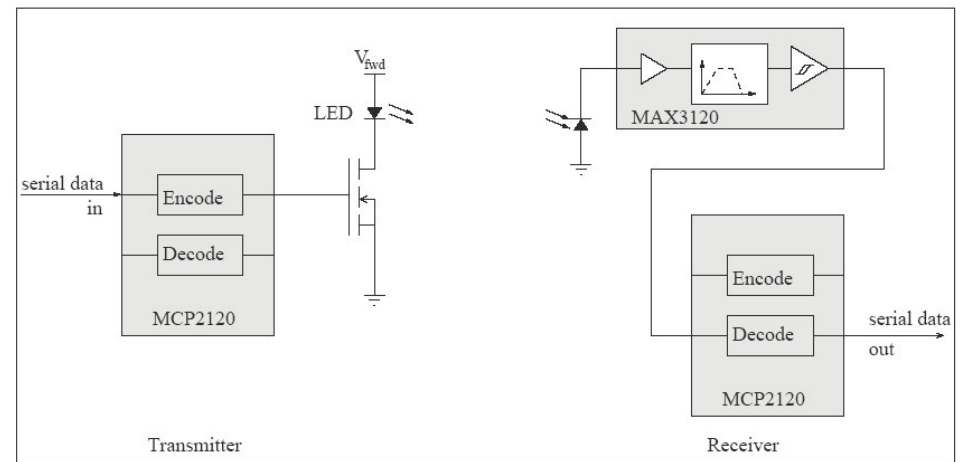 V_fwd
LED
serial data
in
Encode
Decode
MCP2120
Transmitter
MAX3120
Encode
Decode
MCP2120
serial data
out
Receiver